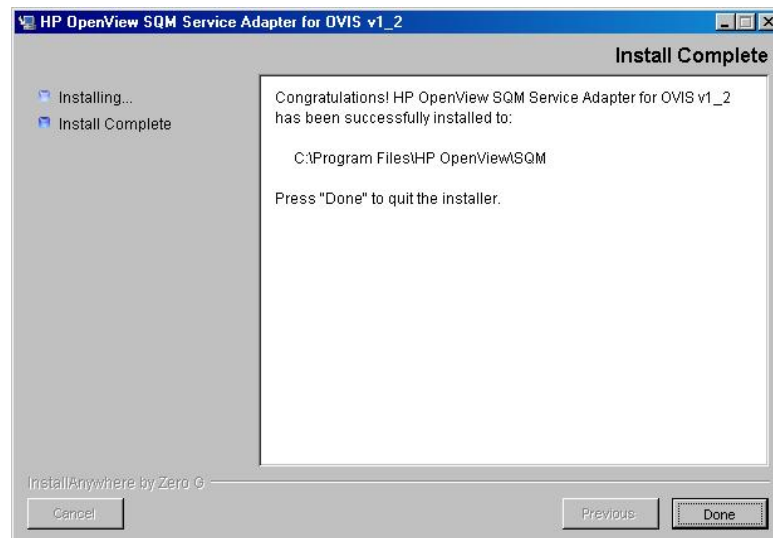 HP OpenView SQM Service Adapter for OVIS v1_2
Install Complete
Installing...
Install Complete
Congratulations! HP OpenView SQM Service Adapter for OVIS v1_2
has been successfully installed to:
C:\Program Files\HP OpenView\SQM
Press "Done" to quit the installer.
InstallAnywhere by Zero G
Cancel
Previous
Done